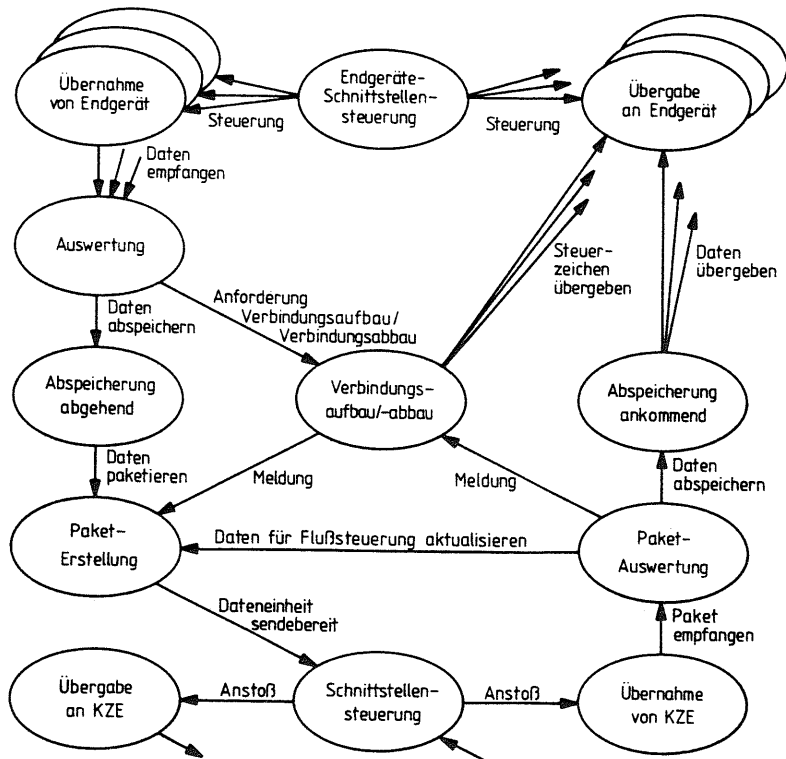 Übernahme
von Endgerät
Endgeräte-
Schnittstellen-
steuerung
Übergabe
an Endgerät
Steuerung
Steuerung
Daten
empfangen
Auswertung
Steuer-
zeichen
übergeben
Daten
übergeben
Daten
abspeichern
Anforderung
Verbindungsaufbau/
Verbindungsabbau
Abspeicherung
abgehend
Verbindungs-
aufbau/-abbau
Abspeicherung
ankommend
Daten
paketieren
Meldung
Meldung
Daten
abspeichern
Paket-
Erstellung
Daten für Flußsteuerung aktualisieren
Paket-
Auswertung
Dateneinheit
sendebereit
Paket
empfangen
Übergabe
an KZE
Anstoß
Schnittstellen-
steuerung
Anstoß
Übernahme
von KZE